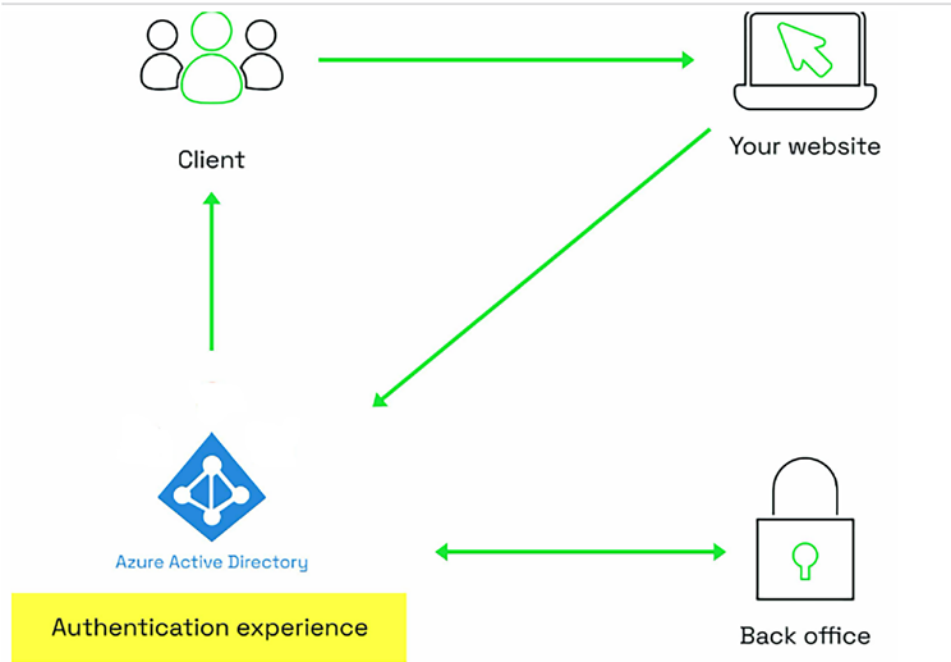 Client
Your website
Azure Active Directory
Authentication experience
Back office